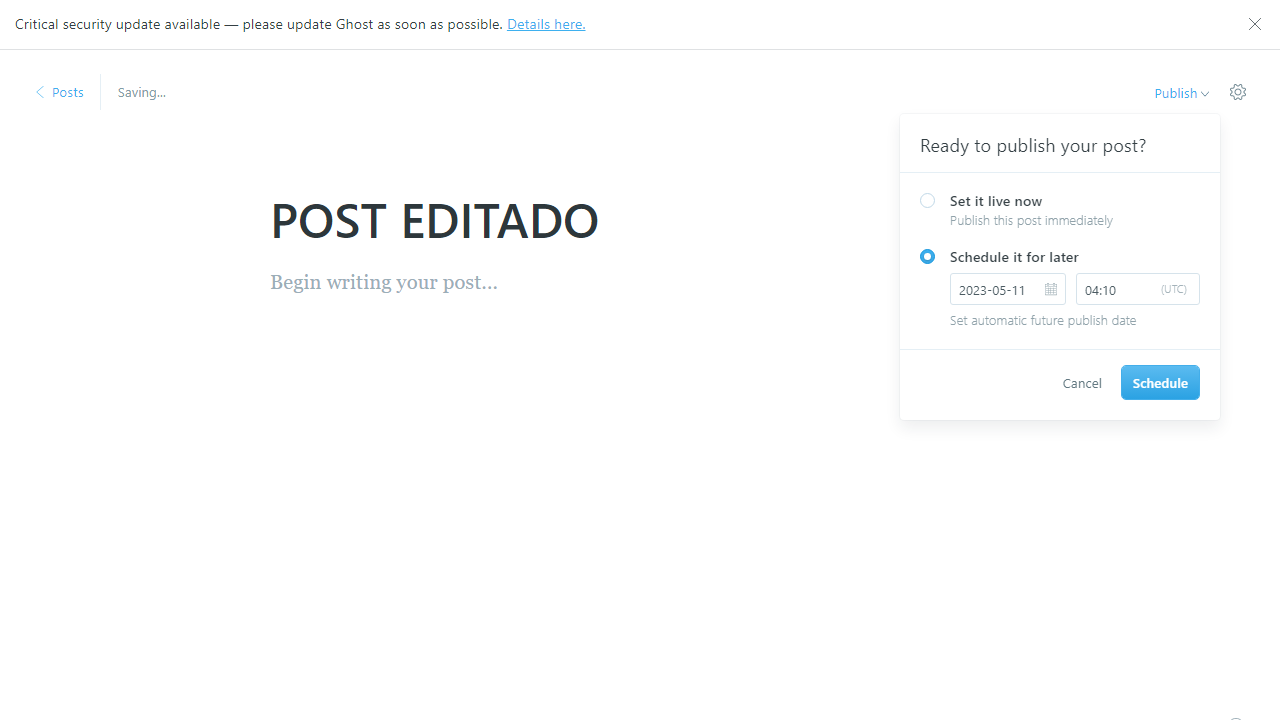 Critical security update available — please update Ghost as soon as possible. Details here.
Posts
Saving...
Publish
Ready to publish your post?
Set it live now
Publish this post immediately
Schedule it for later
2023-05-11
04:10
(UTC)
Set automatic future publish date
Cancel
Schedule
POST EDITADO
Begin writing your post...